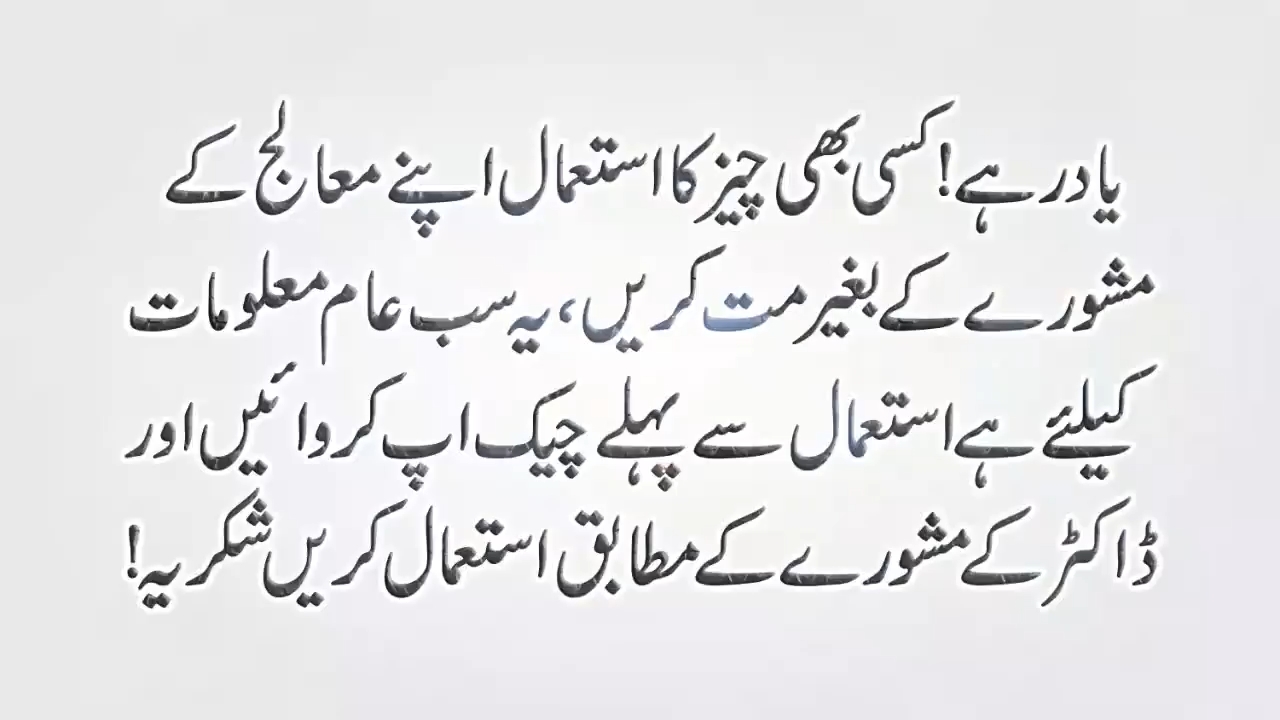 یاد رہے! کسی بھی چیز کا استعمال اپنے معالج کے
مشورے کے بغیر مت کریں، یہ سب عام معلومات
کیلئے ہے استعمال سے پہلے چیک اپ کروائیں اور
ڈاکٹر کے مشورے کے مطابق استعمال کریں شکریہ!